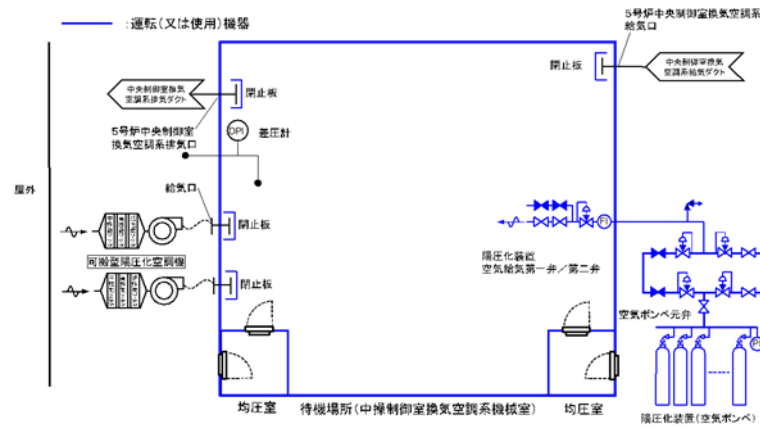 ：運転（又は使用）機器
5号炉中央制御室換気空調系
給気口
閉止板
中央制御室換気
空調系給気ダクト
中央制御室換気
空調系排気ダクト
閉止板
5号炉中央制御室
換気空調系排気口
DPI
差圧計
屋外
給気口
閉止板
FI
可搬型陽圧化空調機
閉止板
陽圧化装置
空気給気第一弁／第二弁
空気ボンベ元弁
PI
均圧室
待機場所（中操制御室換気空調系機械室）
均圧室
陽圧化装置（空気ボンベ）